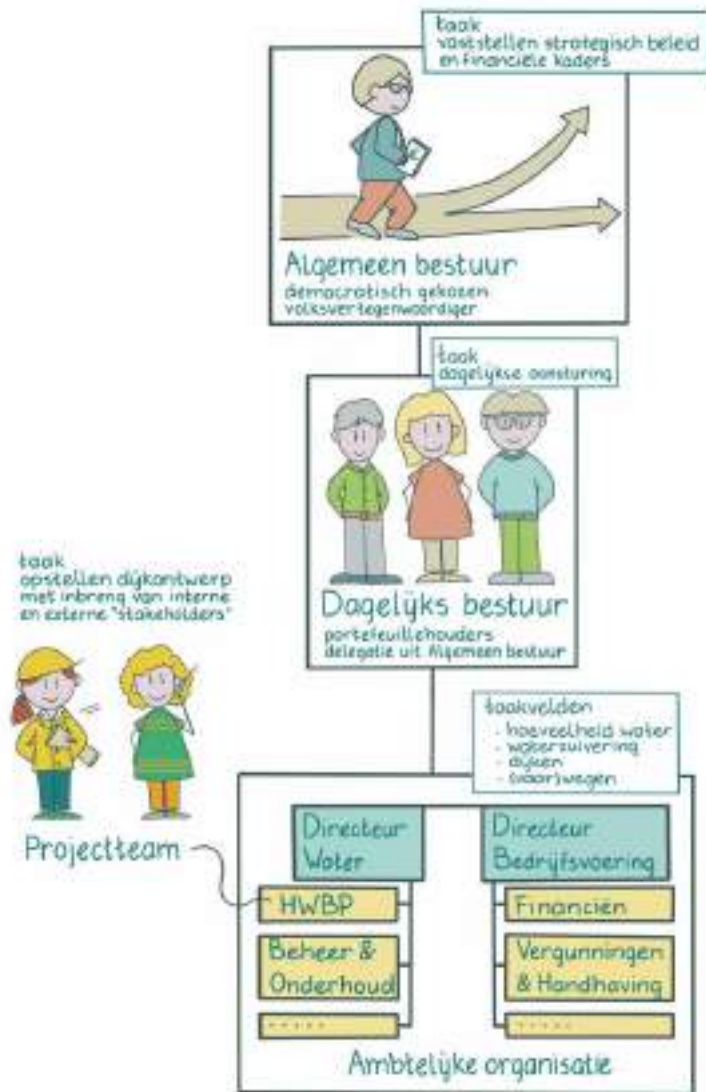 taak
vaststellen strategisch beleid
en financiële kaders
Algemeen bestuur
democratisch gekozen
volksvertegenwoordiger
taak
dagelijkse aansturing
Dagelijks bestuur
portefeuillehouders
delegatie uit Algemeen bestuur
taak
opstellen dijkontwerp
met inbreng van interne
en externe "stakeholders"
Projectteam
taakvelden
- hoeveelheid water
- waterzuivering
- dijken
- (vaar)wegen
Directeur
Water
HWBP
Beheer &
Onderhoud
.....
Directeur
Bedrijfsvoering
Financiën
Vergunningen
& Handhaving
.....
Ambtelijke organisatie